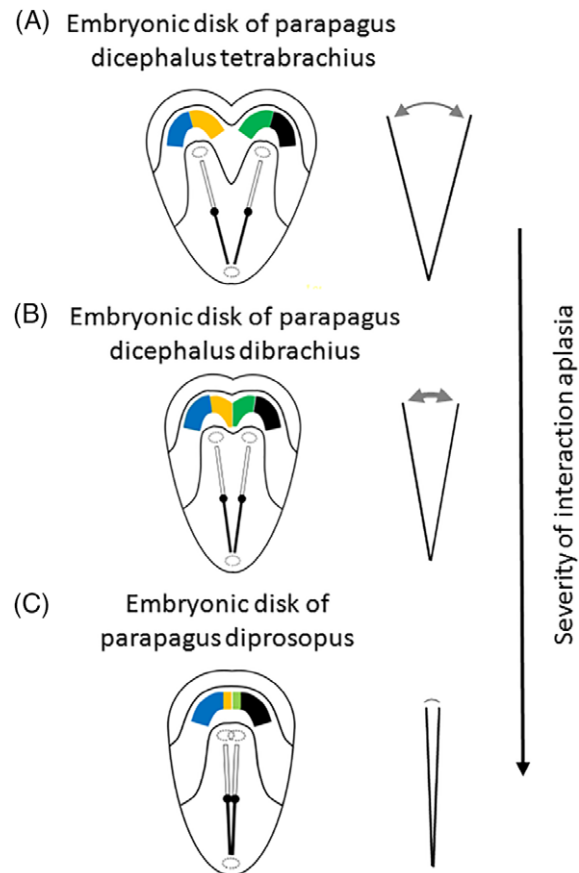 (A) Embryonic disk of parapagus
dicephalus tetrabrachius
(B) Embryonic disk of parapagus
dicephalus dibrachius
(C) Embryonic disk of
parapagus diprosopus
Severity of interaction aplasia